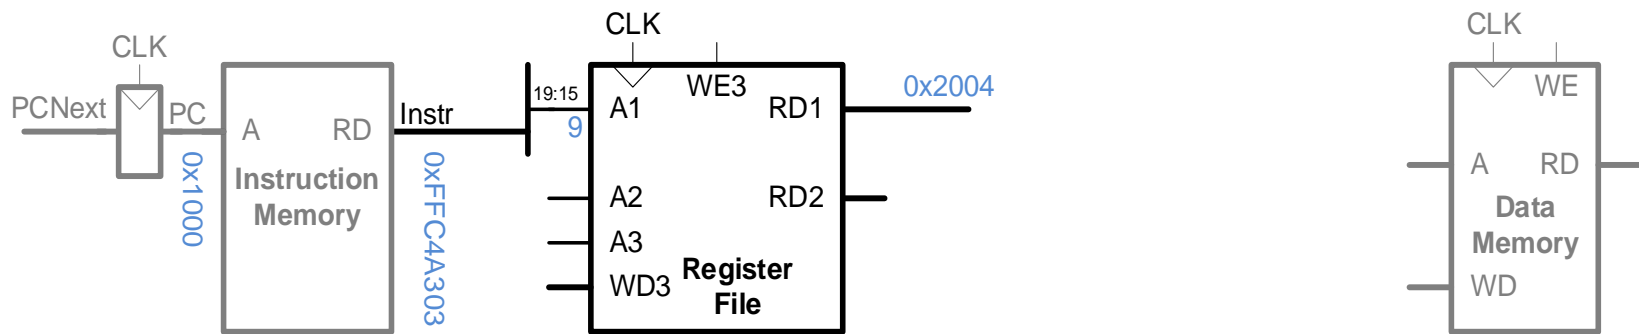 CLK
CLK
CLK
PCNext
PC
A
RD
Instruction
Memory
0x1000
Instr
0xFFC4A303
19:15
9
A1
WE3
RD1
0x2004
A2
RD2
A3
WD3
Register
File
WE
A
RD
Data
Memory
WD